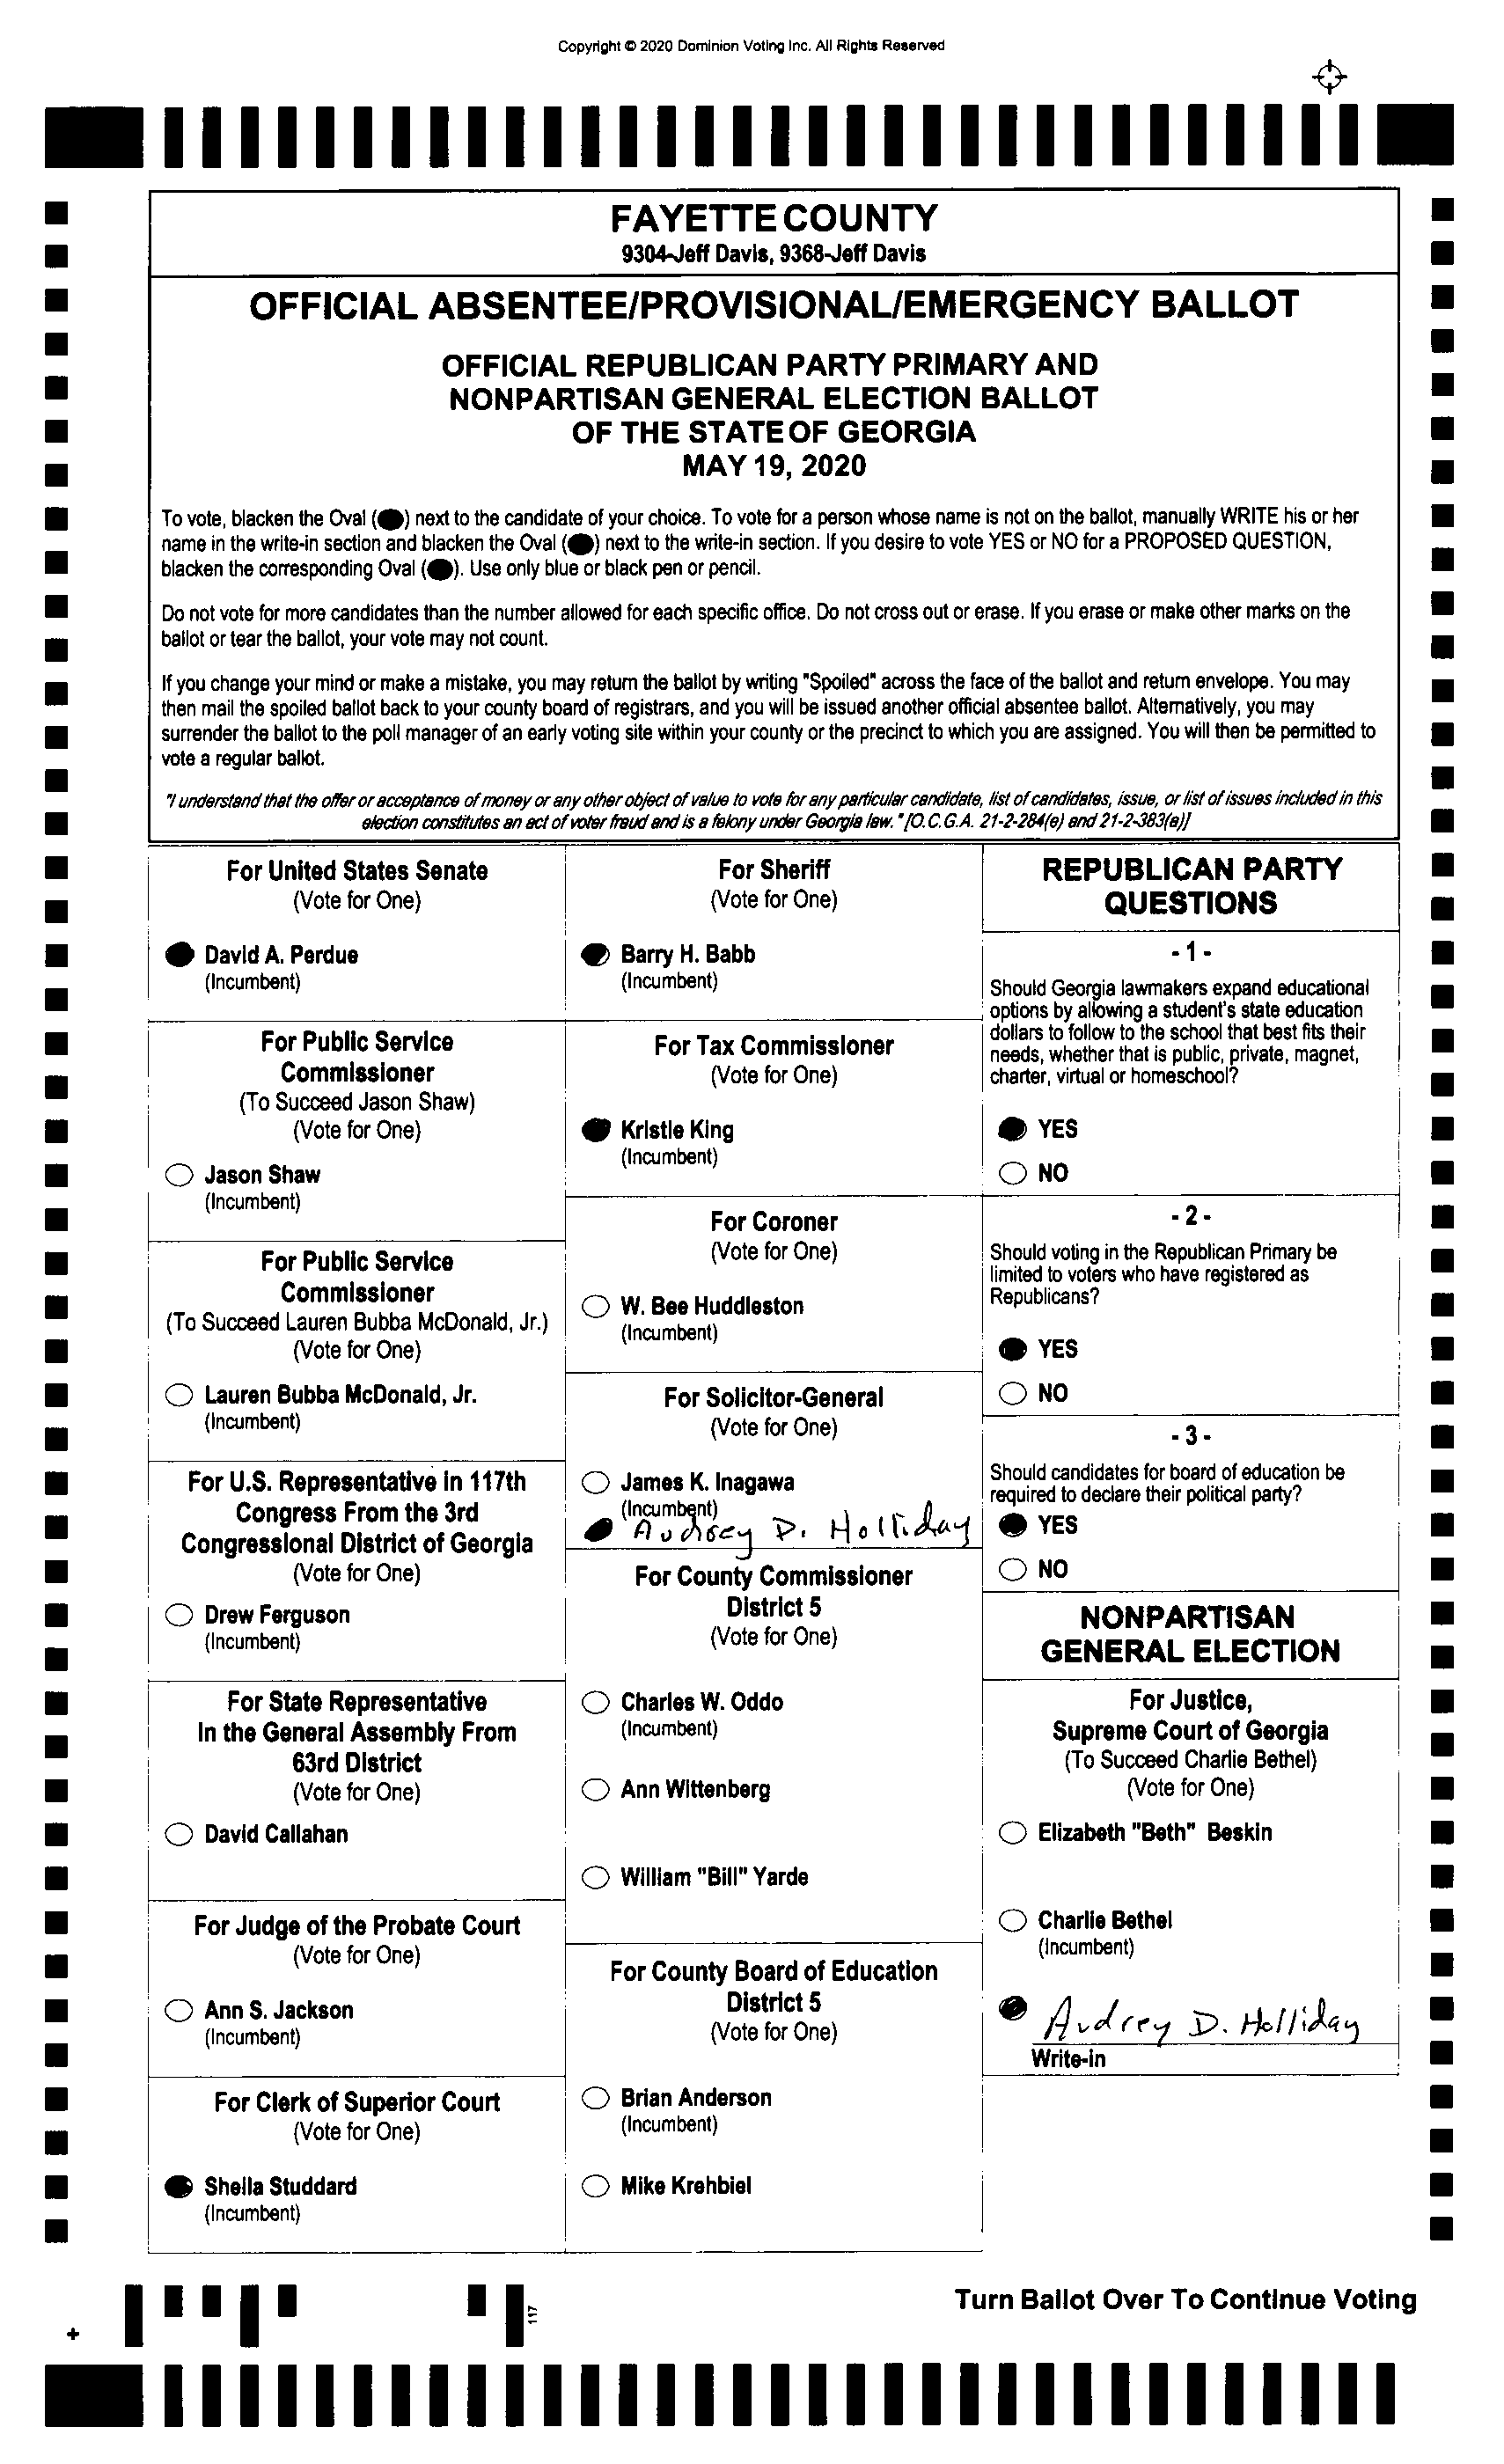 Copyright © 2020 Dominion Voting Inc. All Rights Reserved
FAYETTE COUNTY
9304-Jeff Davis, 9368-Jeff Davis
OFFICIAL ABSENTEE/PROVISIONAL/EMERGENCY BALLOT
OFFICIAL REPUBLICAN PARTY PRIMARY AND
NONPARTISAN GENERAL ELECTION BALLOT
OF THE STATE OF GEORGIA
MAY 19, 2020
To vote, blacken the Oval (●) next to the candidate of your choice. To vote for a person whose name is not on the ballot, manually WRITE his or her
name in the write-in section and blacken the Oval (●) next to the write-in section. If you desire to vote YES or NO for a PROPOSED QUESTION,
blacken the corresponding Oval (●). Use only blue or black pen or pencil.
Do not vote for more candidates than the number allowed for each specific office. Do not cross out or erase. If you erase or make other marks on the
ballot or tear the ballot, your vote may not count.
If you change your mind or make a mistake, you may return the ballot by writing "Spoiled" across the face of the ballot and return envelope. You may
then mail the spoiled ballot back to your county board of registrars, and you will be issued another official absentee ballot. Alternatively, you may
surrender the ballot to the poll manager of an early voting site within your county or the precinct to which you are assigned. You will then be permitted to
vote a regular ballot.
"I understand that the offer or acceptance of money or any other object of value to vote for any particular candidate, list of candidates, issue, or list of issues included in this
election constitutes an act of voter fraud and is a felony under Georgia law." [O.C.G.A. 21-2-284(e) and 21-2-383(a)]
For United States Senate
(Vote for One)
David A. Perdue
(Incumbent)
For Public Service
Commissioner
(To Succeed Jason Shaw)
(Vote for One)
Jason Shaw
(Incumbent)
For Public Service
Commissioner
(To Succeed Lauren Bubba McDonald, Jr.)
(Vote for One)
Lauren Bubba McDonald, Jr.
(Incumbent)
For U.S. Representative in 117th
Congress From the 3rd
Congressional District of Georgia
(Vote for One)
Drew Ferguson
(Incumbent)
For State Representative
In the General Assembly From
63rd District
(Vote for One)
David Callahan
For Judge of the Probate Court
(Vote for One)
Ann S. Jackson
(Incumbent)
For Clerk of Superior Court
(Vote for One)
Sheila Studdard
(Incumbent)
For Sheriff
(Vote for One)
Barry H. Babb
(Incumbent)
For Tax Commissioner
(Vote for One)
Kristie King
(Incumbent)
For Coroner
(Vote for One)
W. Bee Huddleston
(Incumbent)
For Solicitor-General
(Vote for One)
James K. Inagawa
(Incumbent)
Audrey D. Holliday
For County Commissioner
District 5
(Vote for One)
Charles W. Oddo
(Incumbent)
Ann Wittenberg
William "Bill" Yarde
For County Board of Education
District 5
(Vote for One)
Brian Anderson
(Incumbent)
Mike Krehbiel
REPUBLICAN PARTY
QUESTIONS
- 1 -
Should Georgia lawmakers expand educational
options by allowing a student's state education
dollars to follow to the school that best fits their
needs, whether that is public, private, magnet,
charter, virtual or homeschool?
YES
NO
- 2 -
Should voting in the Republican Primary be
limited to voters who have registered as
Republicans?
YES
NO
- 3 -
Should candidates for board of education be
required to declare their political party?
YES
NO
NONPARTISAN
GENERAL ELECTION
For Justice,
Supreme Court of Georgia
(To Succeed Charlie Bethel)
(Vote for One)
Elizabeth "Beth" Beskin
Charlie Bethel
(Incumbent)
Audrey D. Holliday
Write-in
Turn Ballot Over To Continue Voting
117